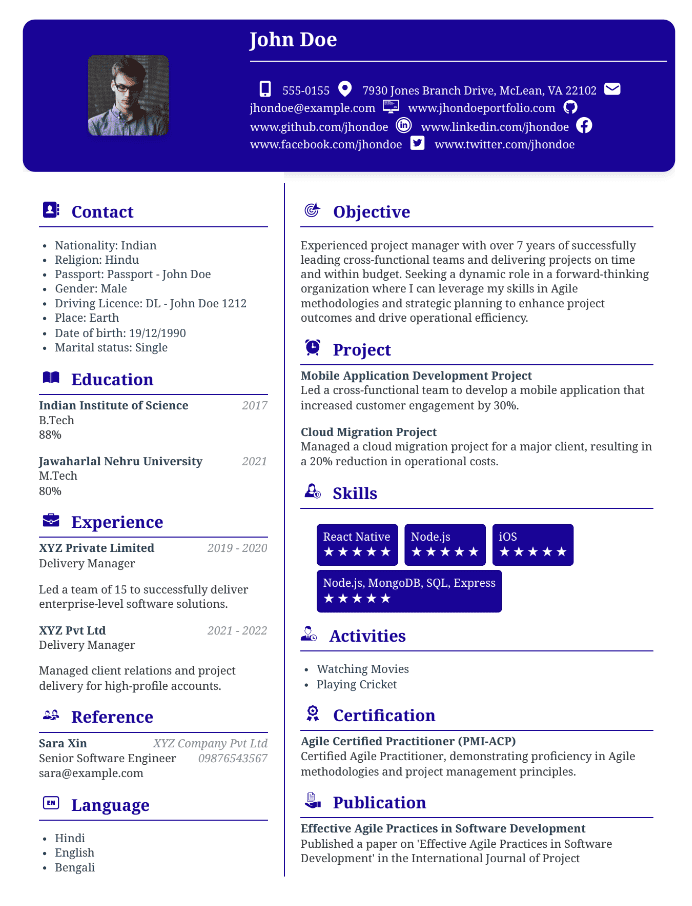 John Doe
555-0155 7930 Jones Branch Drive, McLean, VA 22102
jhondoe@example.com www.jhondoeportfolio.com
www.github.com/jhondoe www.linkedin.com/jhondoe
www.facebook.com/jhondoe www.twitter.com/jhondoe
Contact
• Nationality: Indian
• Religion: Hindu
• Passport: Passport - John Doe
• Gender: Male
• Driving Licence: DL - John Doe 1212
• Place: Earth
• Date of birth: 19/12/1990
• Marital status: Single
Education
Indian Institute of Science 2017
B.Tech
88%
Jawaharlal Nehru University 2021
M.Tech
80%
Experience
XYZ Private Limited 2019 - 2020
Delivery Manager
Led a team of 15 to successfully deliver
enterprise-level software solutions.
XYZ Pvt Ltd 2021 - 2022
Delivery Manager
Managed client relations and project
delivery for high-profile accounts.
Reference
Sara Xin XYZ Company Pvt Ltd
Senior Software Engineer 09876543567
sara@example.com
EN Language
• Hindi
• English
• Bengali
Objective
Experienced project manager with over 7 years of successfully
leading cross-functional teams and delivering projects on time
and within budget. Seeking a dynamic role in a forward-thinking
organization where I can leverage my skills in Agile
methodologies and strategic planning to enhance project
outcomes and drive operational efficiency.
Project
Mobile Application Development Project
Led a cross-functional team to develop a mobile application that
increased customer engagement by 30%.
Cloud Migration Project
Managed a cloud migration project for a major client, resulting in
a 20% reduction in operational costs.
Skills
React Native Node.js iOS
★★★★★ ★★★★★ ★★★★★
Node.js, MongoDB, SQL, Express
★★★★★
Activities
• Watching Movies
• Playing Cricket
Certification
Agile Certified Practitioner (PMI-ACP)
Certified Agile Practitioner, demonstrating proficiency in Agile
methodologies and project management principles.
Publication
Effective Agile Practices in Software Development
Published a paper on 'Effective Agile Practices in Software
Development' in the International Journal of Project